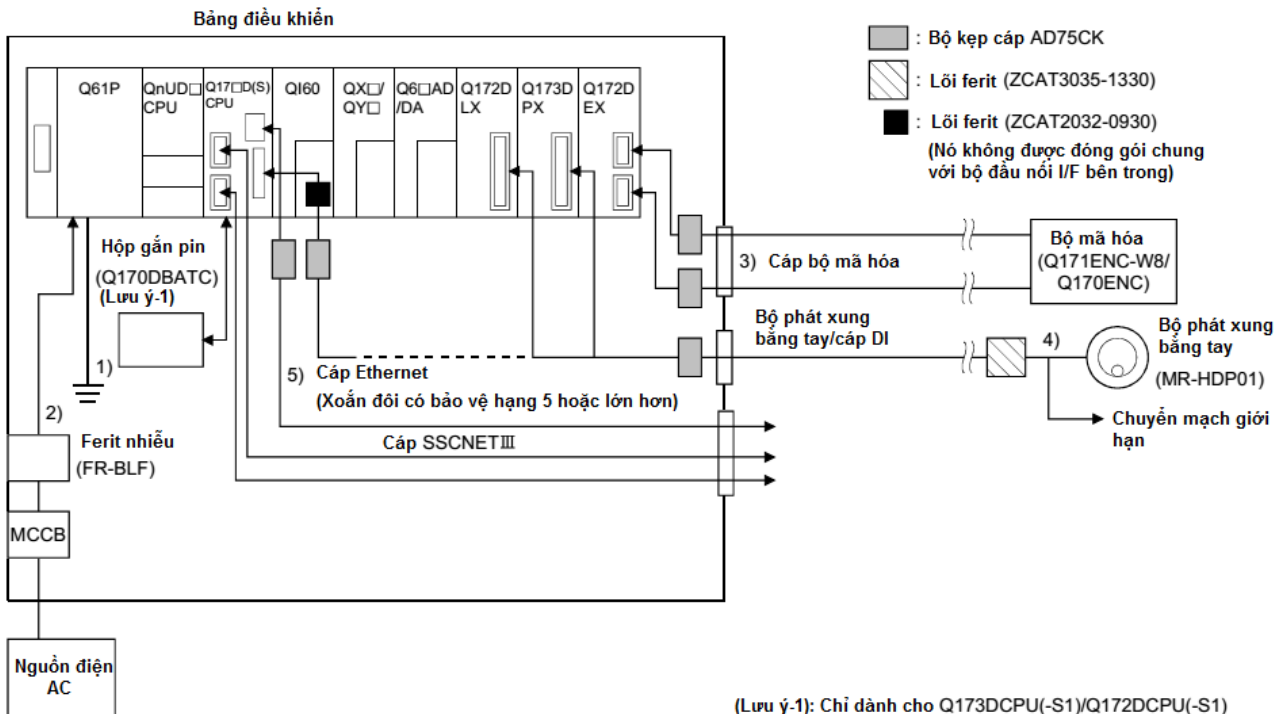 Bảng điều khiển
Q61P
QnUD□
CPU
Q17□D(S)
CPU
QI60
QX□/
QY□
Q6□AD
/DA
Q172D
LX
Q173D
PX
Q172D
EX
: Bộ kẹp cáp AD75CK
: Lõi ferit (ZCAT3035-1330)
: Lõi ferit (ZCAT2032-0930)
(Nó không được đóng gói chung
với bộ đầu nối I/F bên trong)
Hộp gắn pin
(Q170DBATC)
(Lưu ý-1)
1)
2)
3) Cáp bộ mã hóa
Bộ mã hóa
(Q171ENC-W8/
Q170ENC)
Bộ phát xung
bằng tay/cáp DI
4)
Bộ phát xung
bằng tay
(MR-HDP01)
Chuyển mạch giới
hạn
5) Cáp Ethernet
(Xoắn đôi có bảo vệ hạng 5 hoặc lớn hơn)
Cáp SSCNETⅢ
Ferit nhiễu
(FR-BLF)
MCCB
Nguồn điện
AC
(Lưu ý-1): Chỉ dành cho Q173DCPU(-S1)/Q172DCPU(-S1)